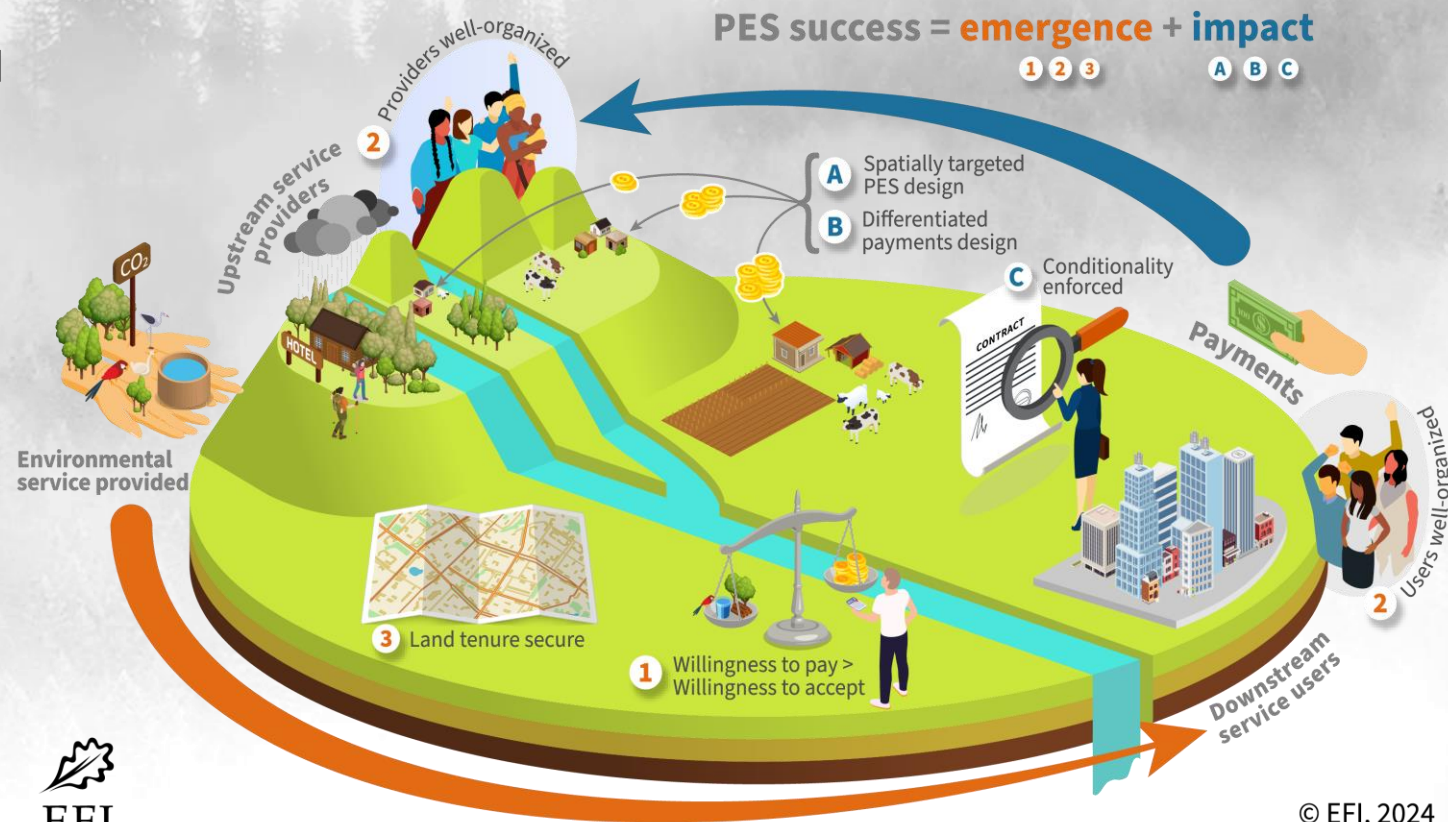 PES success = emergence + impact
1 2 3
A B C
2 Providers well-organized
Upstream service
providers
A Spatially targeted
PES design
B Differentiated
payments design
C Conditionality
enforced
CONTRACT
CO₂
HOTEL
100
Payments
Environmental
service provided
Users well-organized
2
3 Land tenure secure
1 Willingness to pay >
Willingness to accept
Downstream
service users
EFI
© EFI, 2024